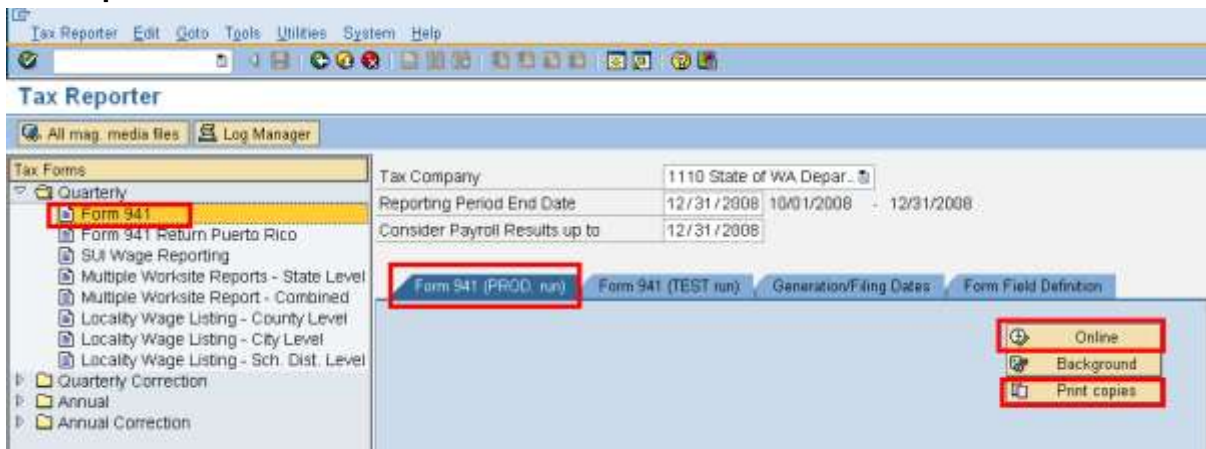 Tax Reporter Edit Goto Tools Utilities System Help
Tax Reporter
All mag. media files Log Manager
Tax Forms
Quarterly
Form 941
Form 941 Return Puerto Rico
SUI Wage Reporting
Multiple Worksite Reports - State Level
Multiple Worksite Report - Combined
Locality Wage Listing - County Level
Locality Wage Listing - City Level
Locality Wage Listing - Sch. Dist. Level
Quarterly Correction
Annual
Annual Correction
Tax Company 1110 State of WA Depar..
Reporting Period End Date 12/31/2008 10/01/2008 - 12/31/2008
Consider Payroll Results up to 12/31/2008
Form 941 (PROD. run) Form 941 (TEST run) Generation/Filing Dates Form Field Definition
Online
Background
Print copies